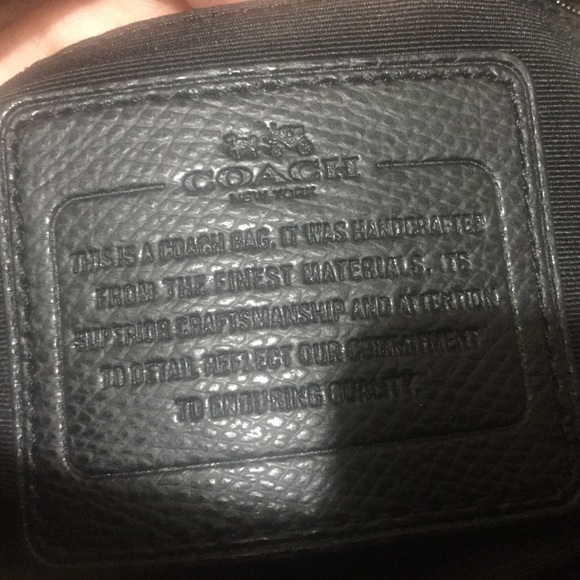 COACH
NEW YORK
THIS IS A COACH BAG. IT WAS HANDCRAFTED
FROM THE FINEST MATERIALS. ITS
SUPERIOR CRAFTSMANSHIP AND ATTENTION
TO DETAIL REFLECT OUR COMMITMENT
TO ENDURING QUALITY.